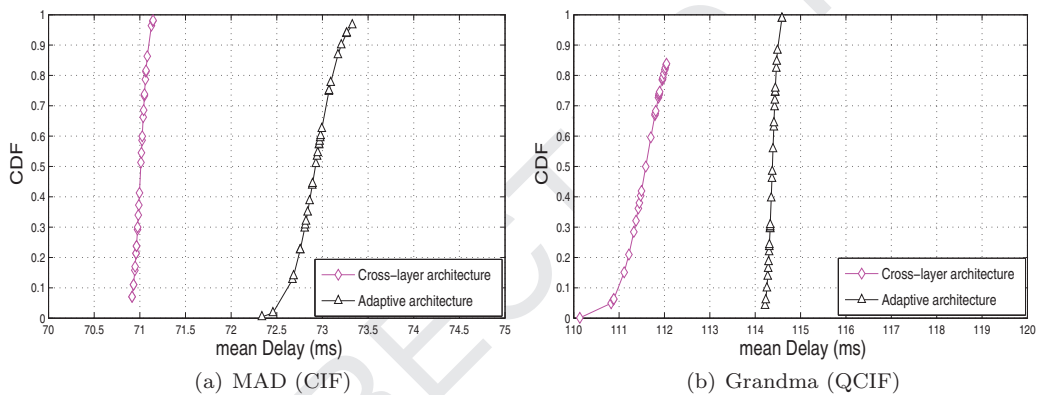 1
0.9
0.8
0.7
0.6
0.5
0.4
0.3
0.2
0.1
0
CDF
70 70.5 71 71.5 72 72.5 73 73.5 74 74.5 75
mean Delay (ms)
Cross-layer architecture
Adaptive architecture
(a) MAD (CIF)
1
0.9
0.8
0.7
0.6
0.5
0.4
0.3
0.2
0.1
0
CDF
110 111 112 113 114 115 116 117 118 119 120
mean Delay (ms)
Cross-layer architecture
Adaptive architecture
(b) Grandma (QCIF)